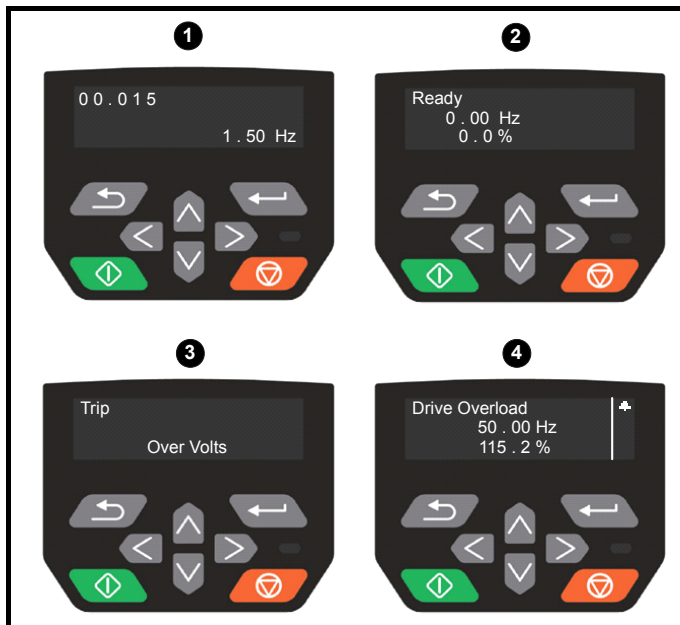 1
2
00.015
1.50 Hz
Ready
0.00 Hz
0.0%
3
4
Trip
Over Volts
Drive Overload
50.00 Hz
115.2 %